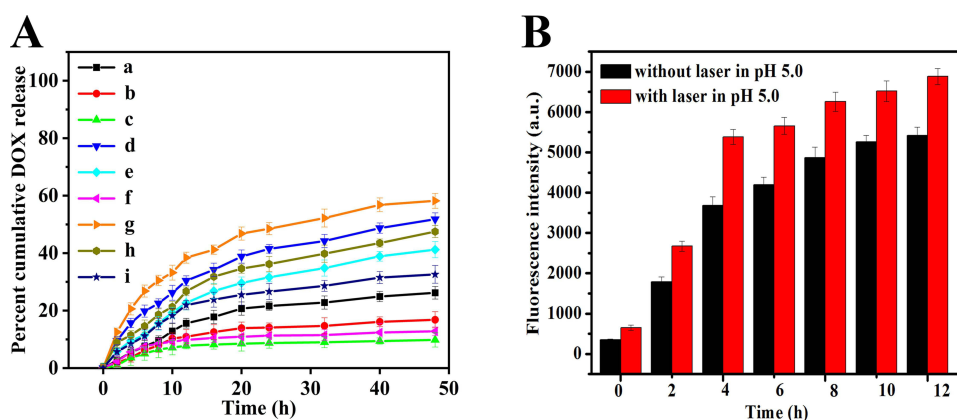 A
Percent cumulative DOX release
100
80
60
40
20
0
a
b
c
d
e
f
g
h
i
0 10 20 30 40 50
Time (h)
B
Fluorescence intensity (a.u.)
7000
6000
5000
4000
3000
2000
1000
0
without laser in pH 5.0
with laser in pH 5.0
0 2 4 6 8 10 12
Time (h)